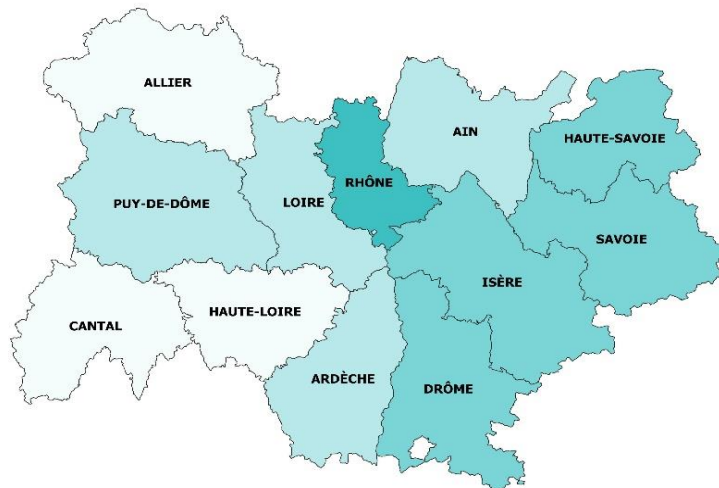 ALLIER
AIN
HAUTE-SAVOIE
RHÔNE
PUY-DE-DÔME
LOIRE
SAVOIE
ISÈRE
HAUTE-LOIRE
CANTAL
ARDÈCHE
DRÔME